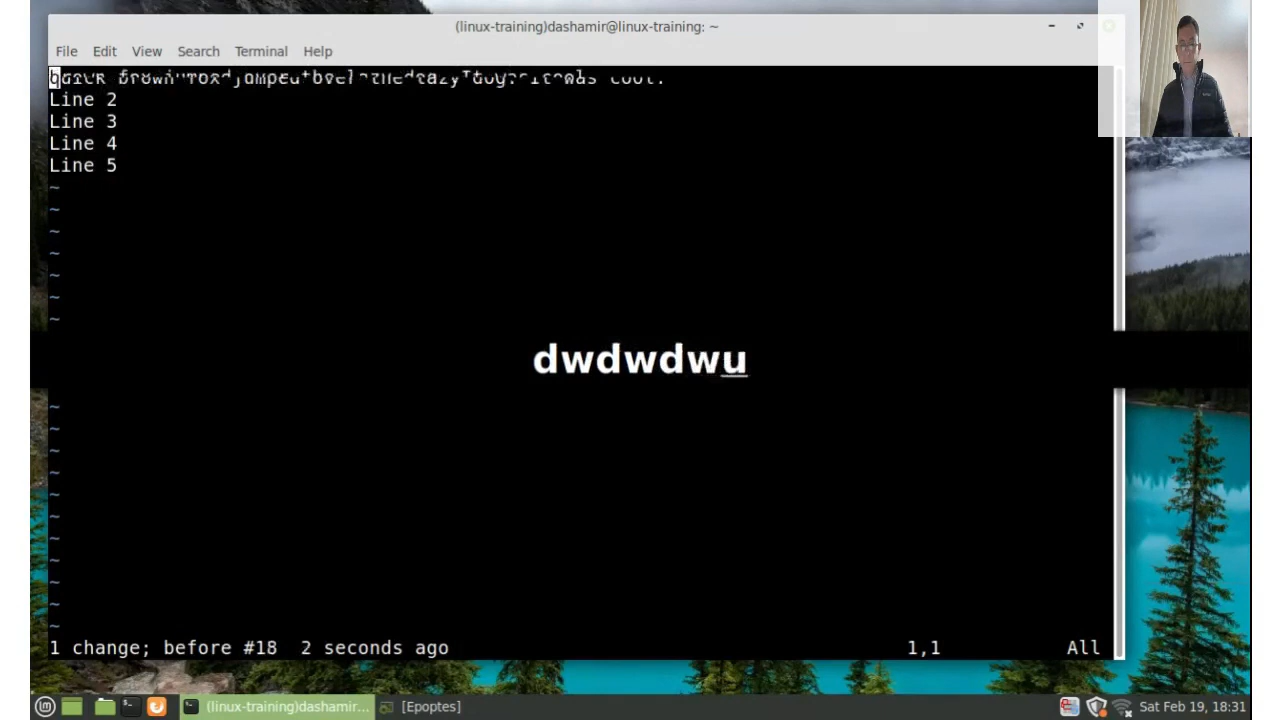 (linux-training)dashamir@linux-training: ~
File Edit View Search Terminal Help
Line 2
Line 3
Line 4
Line 5
~
~
~
~
~
~
~
dwdwdwu
~
~
~
~
~
~
~
~
~
~
~
1 change; before #18 2 seconds ago 1,1 All
(linux-training)dashamir... [Epoptes] Sat Feb 19, 18:31